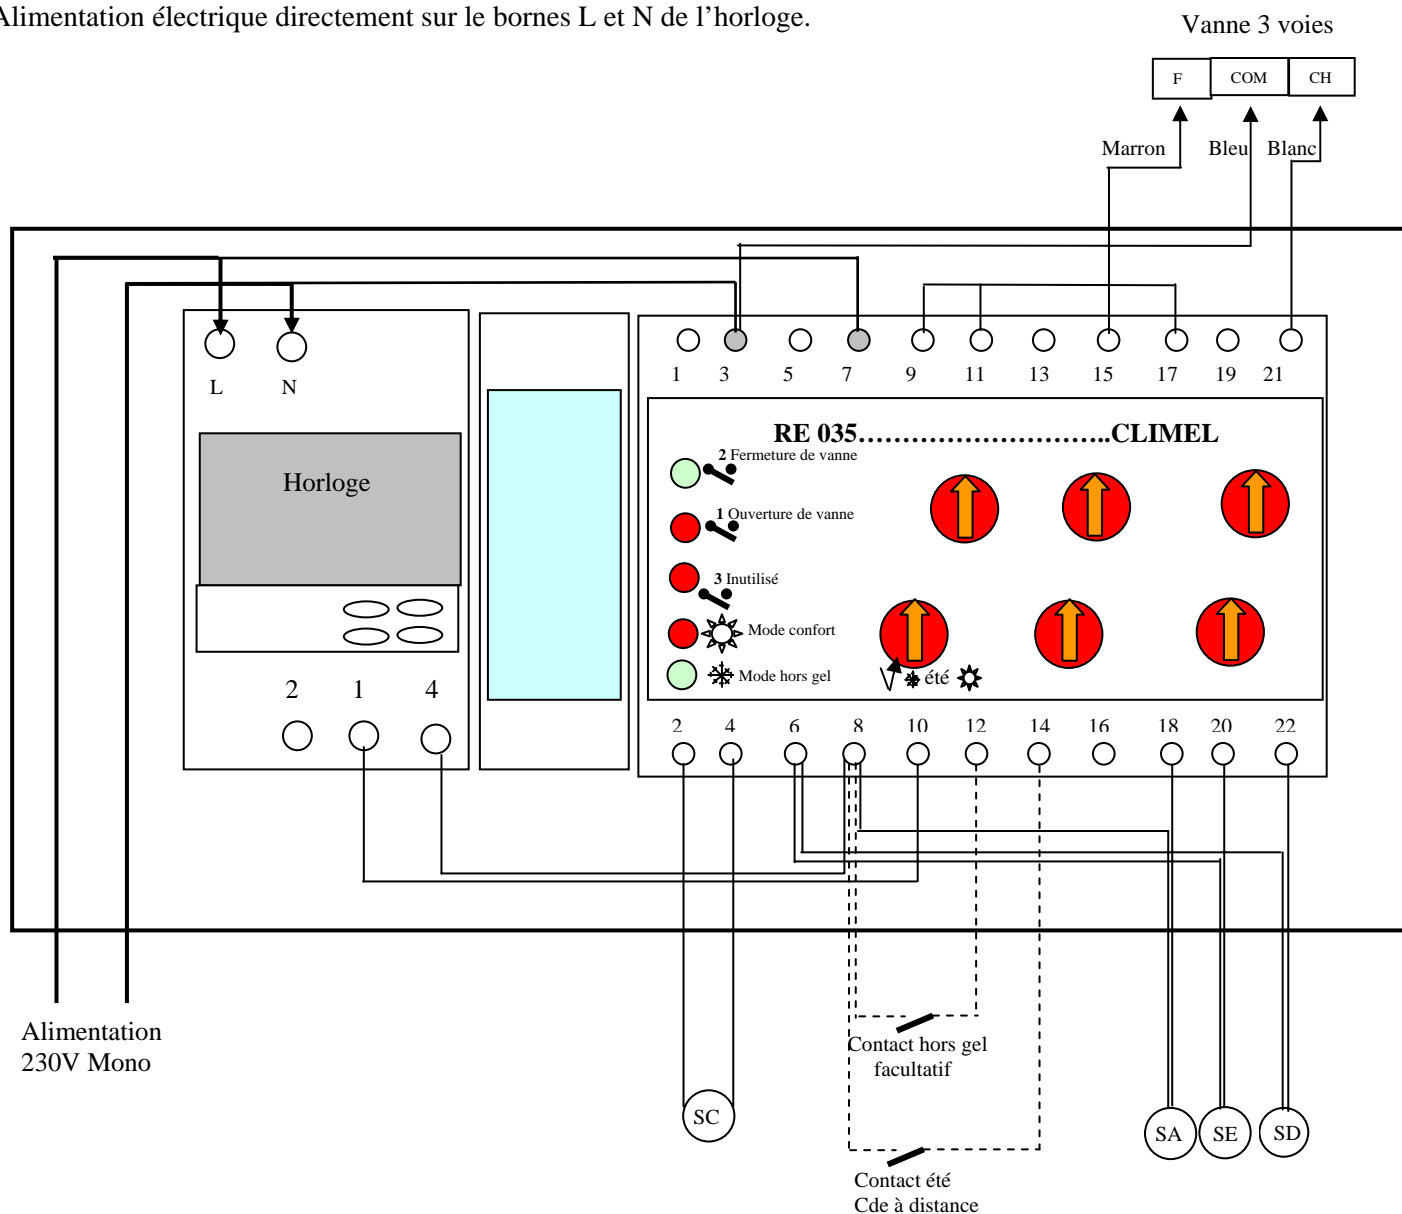 Alimentation électrique directement sur le bornes L et N de l’horloge.
Vanne 3 voies
F COM CH
Marron Bleu Blanc
L N
1 3 5 7 9 11 13 15 17 19 21
RE 035………………………..CLIMEL
2 Fermeture de vanne
Horloge
1 Ouverture de vanne
3 Inutilisé
Mode confort
Mode hors gel
été
2 1 4
2 4 6 8 10 12 14 16 18 20 22
Alimentation
230V Mono
Contact hors gel
facultatif
SC
SA SE SD
Contact été
Cde à distance